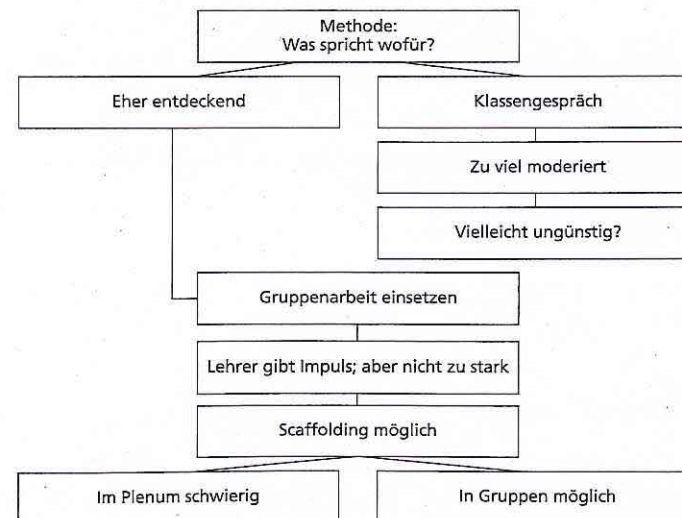 Methode:
Was spricht wofür?
Eher entdeckend
Klassengespräch
Zu viel moderiert
Vielleicht ungünstig?
Gruppenarbeit einsetzen
Lehrer gibt Impuls; aber nicht zu stark
Scaffolding möglich
Im Plenum schwierig
In Gruppen möglich